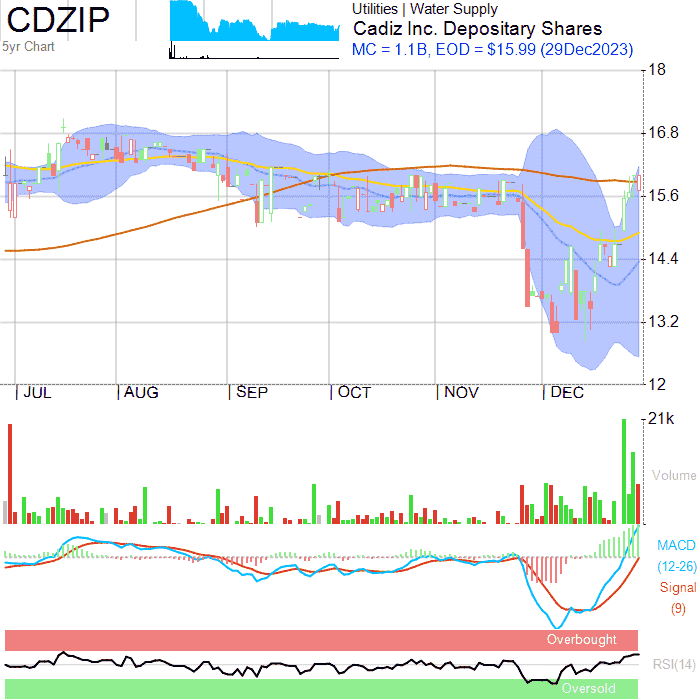 CDZIP
5yr Chart
Utilities | Water Supply
Cadiz Inc. Depositary Shares
MC = 1.1B, EOD = $15.99 (29Dec2023)
18
16.8
15.6
14.4
13.2
12
JUL AUG SEP OCT NOV DEC
21k
Volume
MACD
(12-26)
Signal
(9)
Overbought
RSI(14)
Oversold